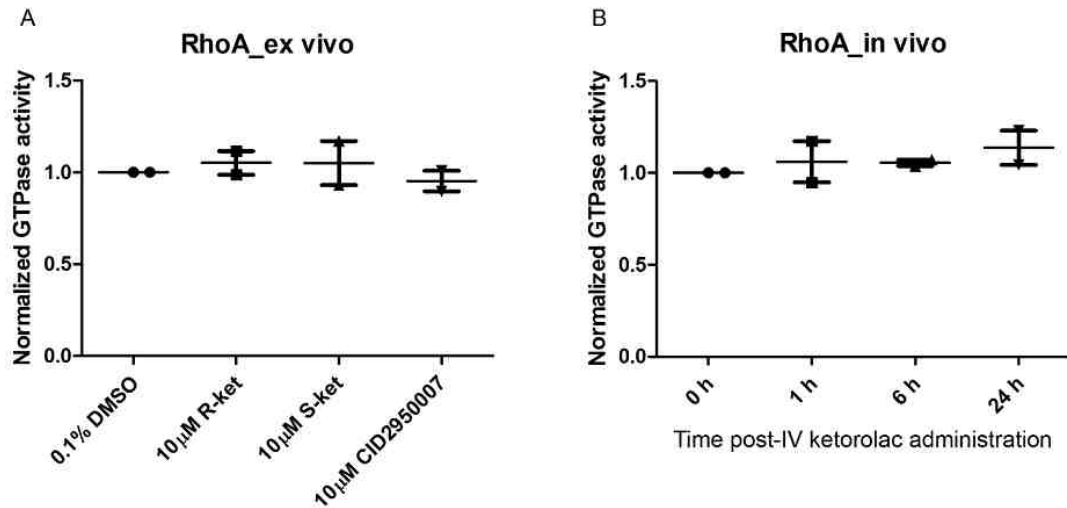 A
RhoA_ex vivo
Normalized GTPase activity
1.5
1.0
0.5
0.0
0.1% DMSO
10µM R-ket
10µM S-ket
10µM CID2950007
B
RhoA_in vivo
Normalized GTPase activity
1.5
1.0
0.5
0.0
0 h
1 h
6 h
24 h
Time post-IV ketorolac administration